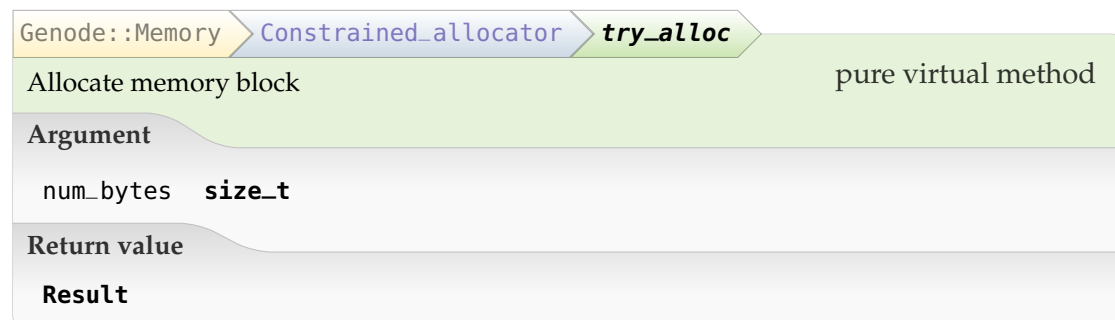 Genode::Memory Constrained_allocator try_alloc
Allocate memory block pure virtual method
Argument
num_bytes size_t
Return value
Result